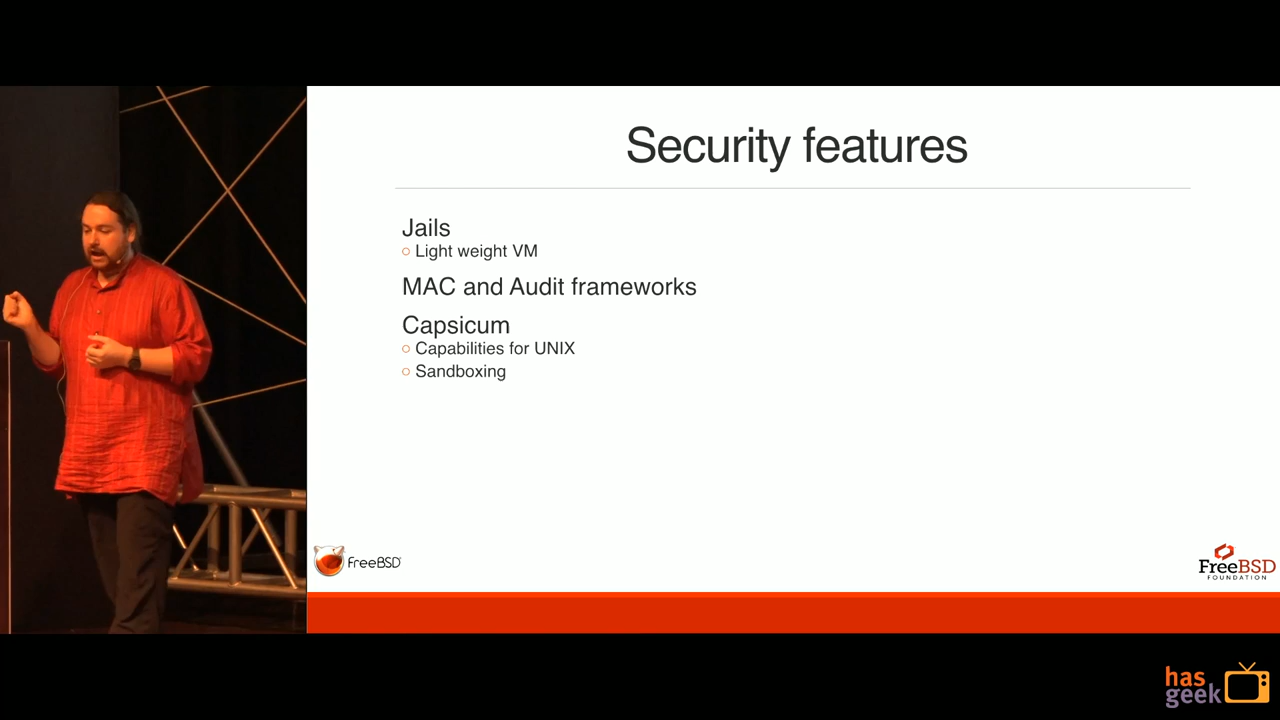 Security features
Jails
Light weight VM
MAC and Audit frameworks
Capsicum
Capabilities for UNIX
Sandboxing
FreeBSD
FreeBSD
FOUNDATION
has
geek